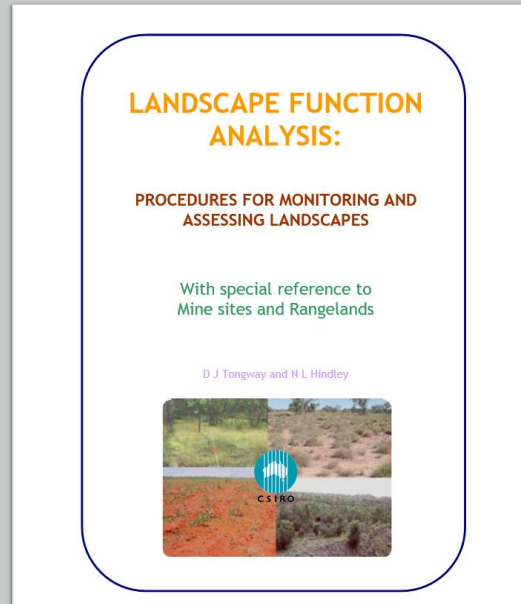 LANDSCAPE FUNCTION
ANALYSIS:
PROCEDURES FOR MONITORING AND
ASSESSING LANDSCAPES
With special reference to
Mine sites and Rangelands
D J Tongway and N L Hindley
CSIRO